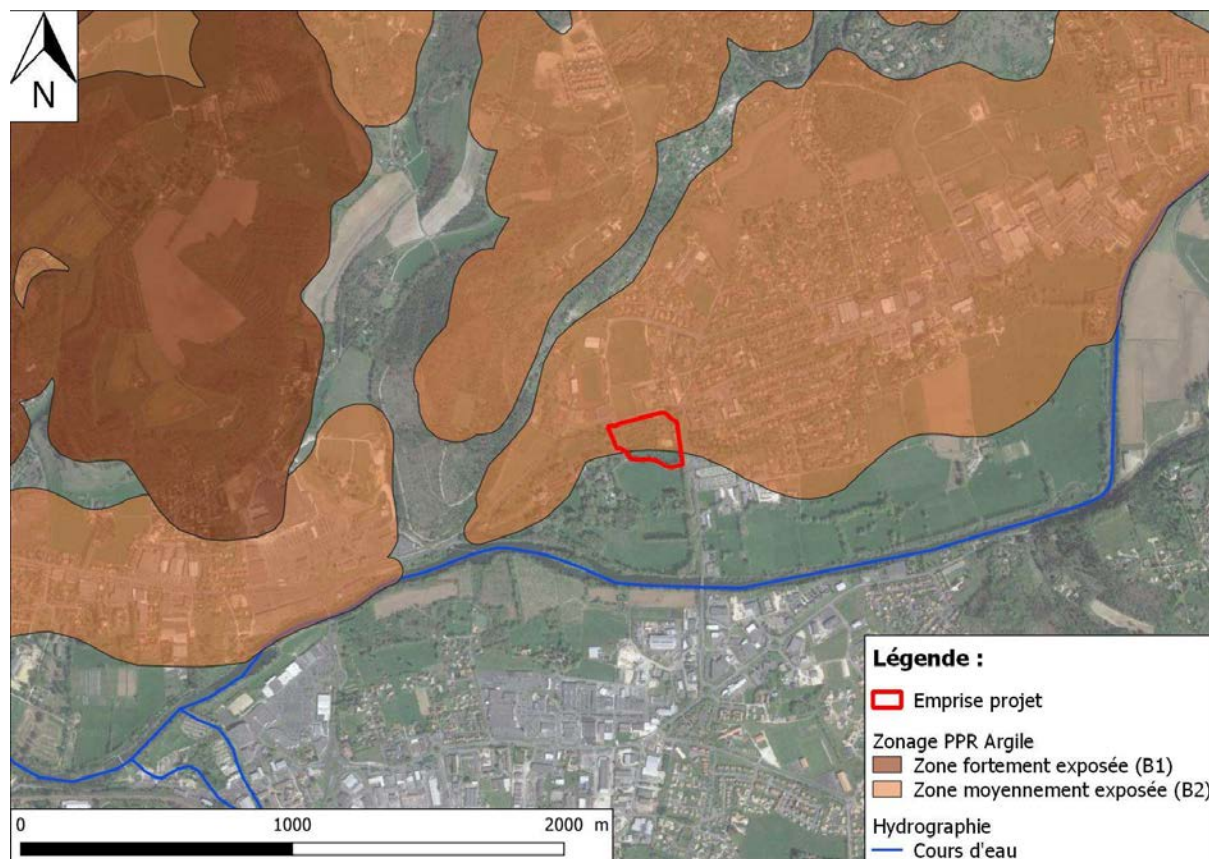 N
Légende :
Emprise projet
Zonage PPR Argile
Zone fortement exposée (B1)
Zone moyennement exposée (B2)
Hydrographie
Cours d'eau
0 1000 2000 m